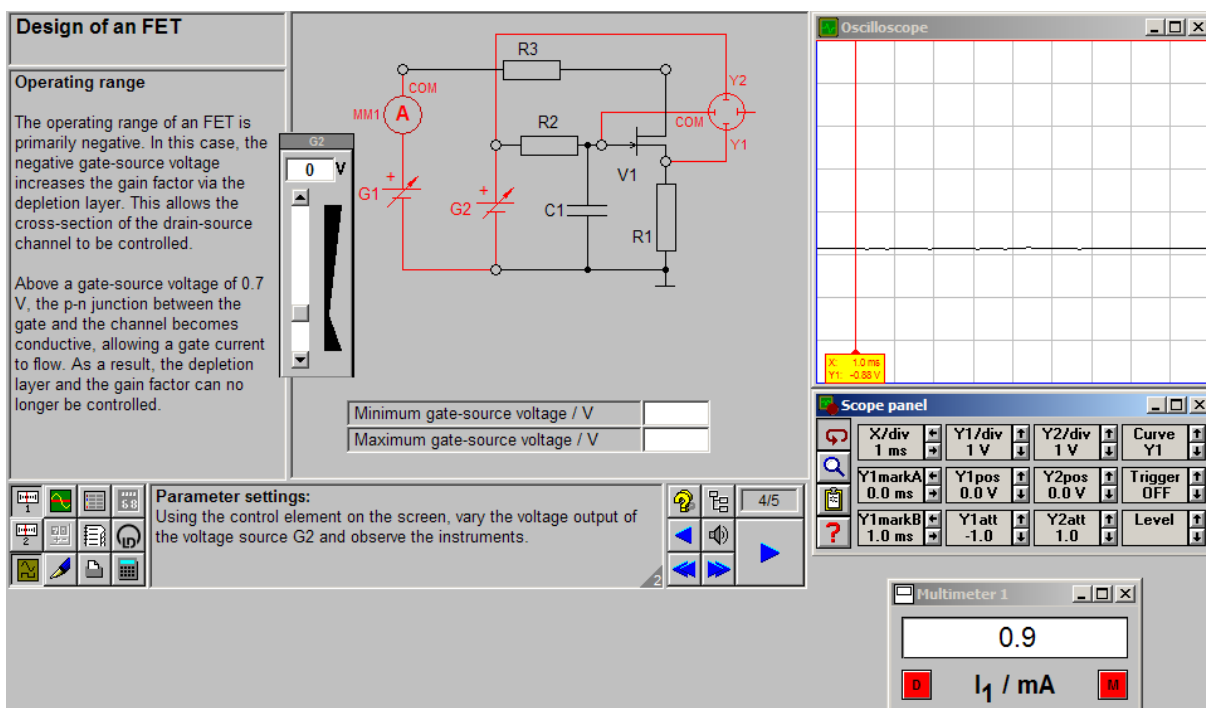 Design of an FET
Operating range
The operating range of an FET is
primarily negative. In this case, the
negative gate-source voltage
increases the gain factor via the
depletion layer. This allows the
cross-section of the drain-source
channel to be controlled.
Above a gate-source voltage of 0.7
V, the p-n junction between the
gate and the channel becomes
conductive, allowing a gate current
to flow. As a result, the depletion
layer and the gain factor can no
longer be controlled.
G2
0 V
R3
COM
MM1 A
Y2
R2
COM
Y1
V1
+
G1
+
G2
C1
R1
Minimum gate-source voltage / V
Maximum gate-source voltage / V
Oscilloscope
X: 1.0 ms
Y1: -0.88 V
Scope panel
X/div Y1/div Y2/div Curve
1 ms 1 V 1 V Y1
Y1markA Y1pos Y2pos Trigger
0.0 ms 0.0 V 0.0 V OFF
Y1markB Y1att Y2att Level
1.0 ms -1.0 1.0
1
2
Parameter settings:
Using the control element on the screen, vary the voltage output of
the voltage source G2 and observe the instruments.
2
4/5
Multimeter 1
0.9
D I1 / mA M